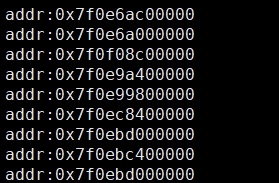 addr:0x7f0e6ac00000
addr:0x7f0e6a000000
addr:0x7f0f08c00000
addr:0x7f0e9a400000
addr:0x7f0e99800000
addr:0x7f0ec8400000
addr:0x7f0ebd000000
addr:0x7f0ebc400000
addr:0x7f0ebd000000